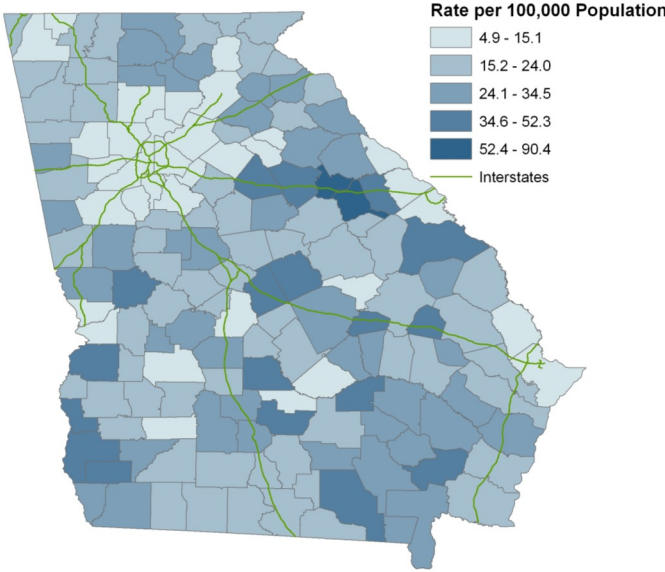 Rate per 100,000 Population
4.9 - 15.1
15.2 - 24.0
24.1 - 34.5
34.6 - 52.3
52.4 - 90.4
Interstates